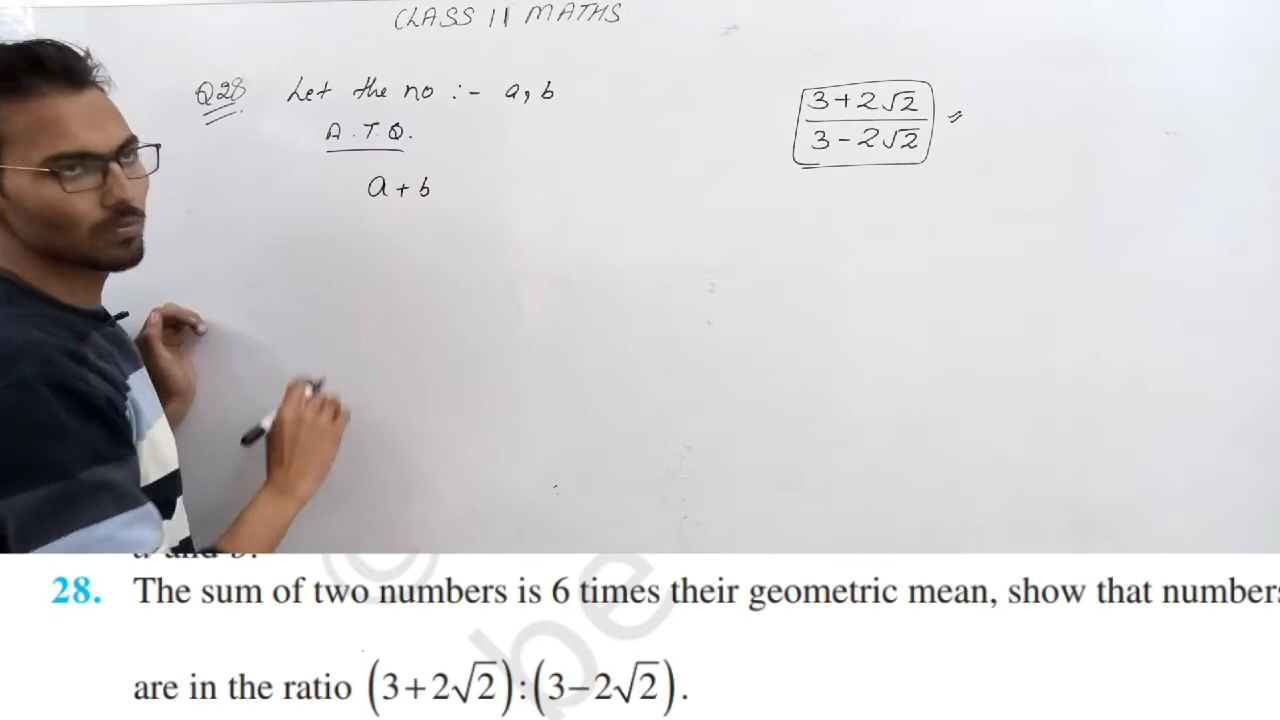 CLASS 11 MATHS
Q28 Let the no :- a, b
A.T.Q.
a + b
3+2√2
3-2√2
=
28. The sum of two numbers is 6 times their geometric mean, show that numbers
are in the ratio (3+2√2):(3−2√2).
©
be